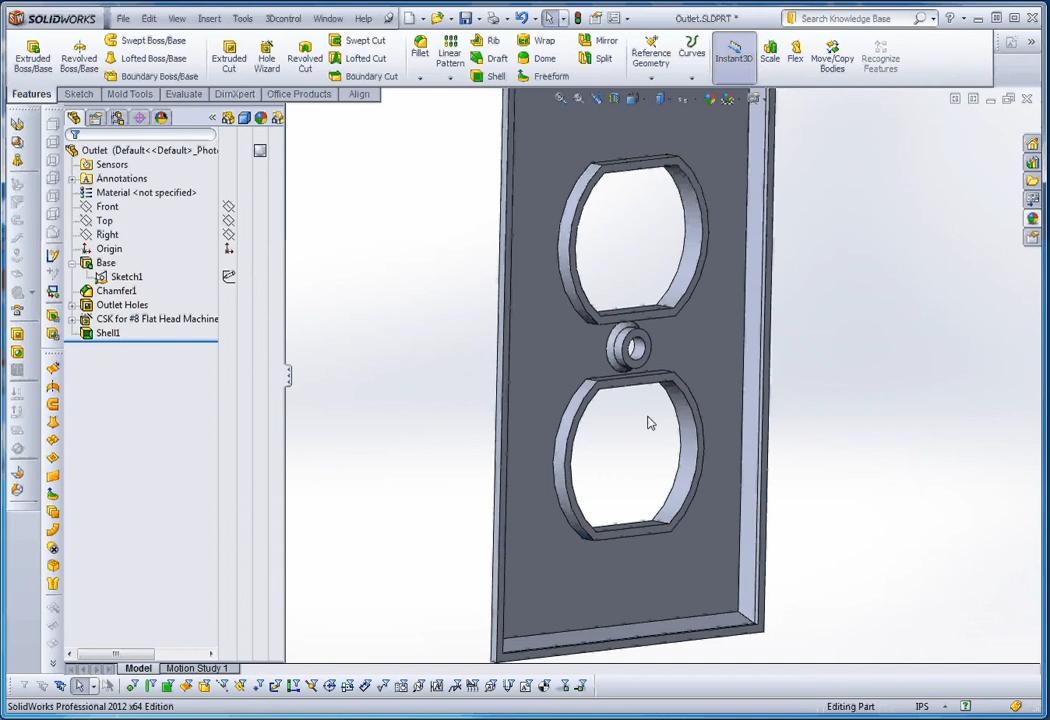 SOLIDWORKS File Edit View Insert Tools 3Dcontrol Window Help Outlet.SLDPRT * Search Knowledge Base
Extruded Boss/Base
Revolved Boss/Base
Swept Boss/Base
Lofted Boss/Base
Boundary Boss/Base
Extruded Cut
Hole Wizard
Revolved Cut
Swept Cut
Lofted Cut
Boundary Cut
Fillet
Linear Pattern
Rib
Draft
Shell
Wrap
Dome
Freeform
Mirror
Split
Reference Geometry
Curves
Instant3D
Scale
Flex
Move/Copy Bodies
Recognize Features
Features Sketch Mold Tools Evaluate DimXpert Office Products Align
Outlet (Default<<Default>_Phot
Sensors
Annotations
Material <not specified>
Front
Top
Right
Origin
Base
Sketch1
Chamfer1
Outlet Holes
CSK for #8 Flat Head Machine
Shell1
Model Motion Study 1
SolidWorks Professional 2012 x64 Edition Editing Part IPS